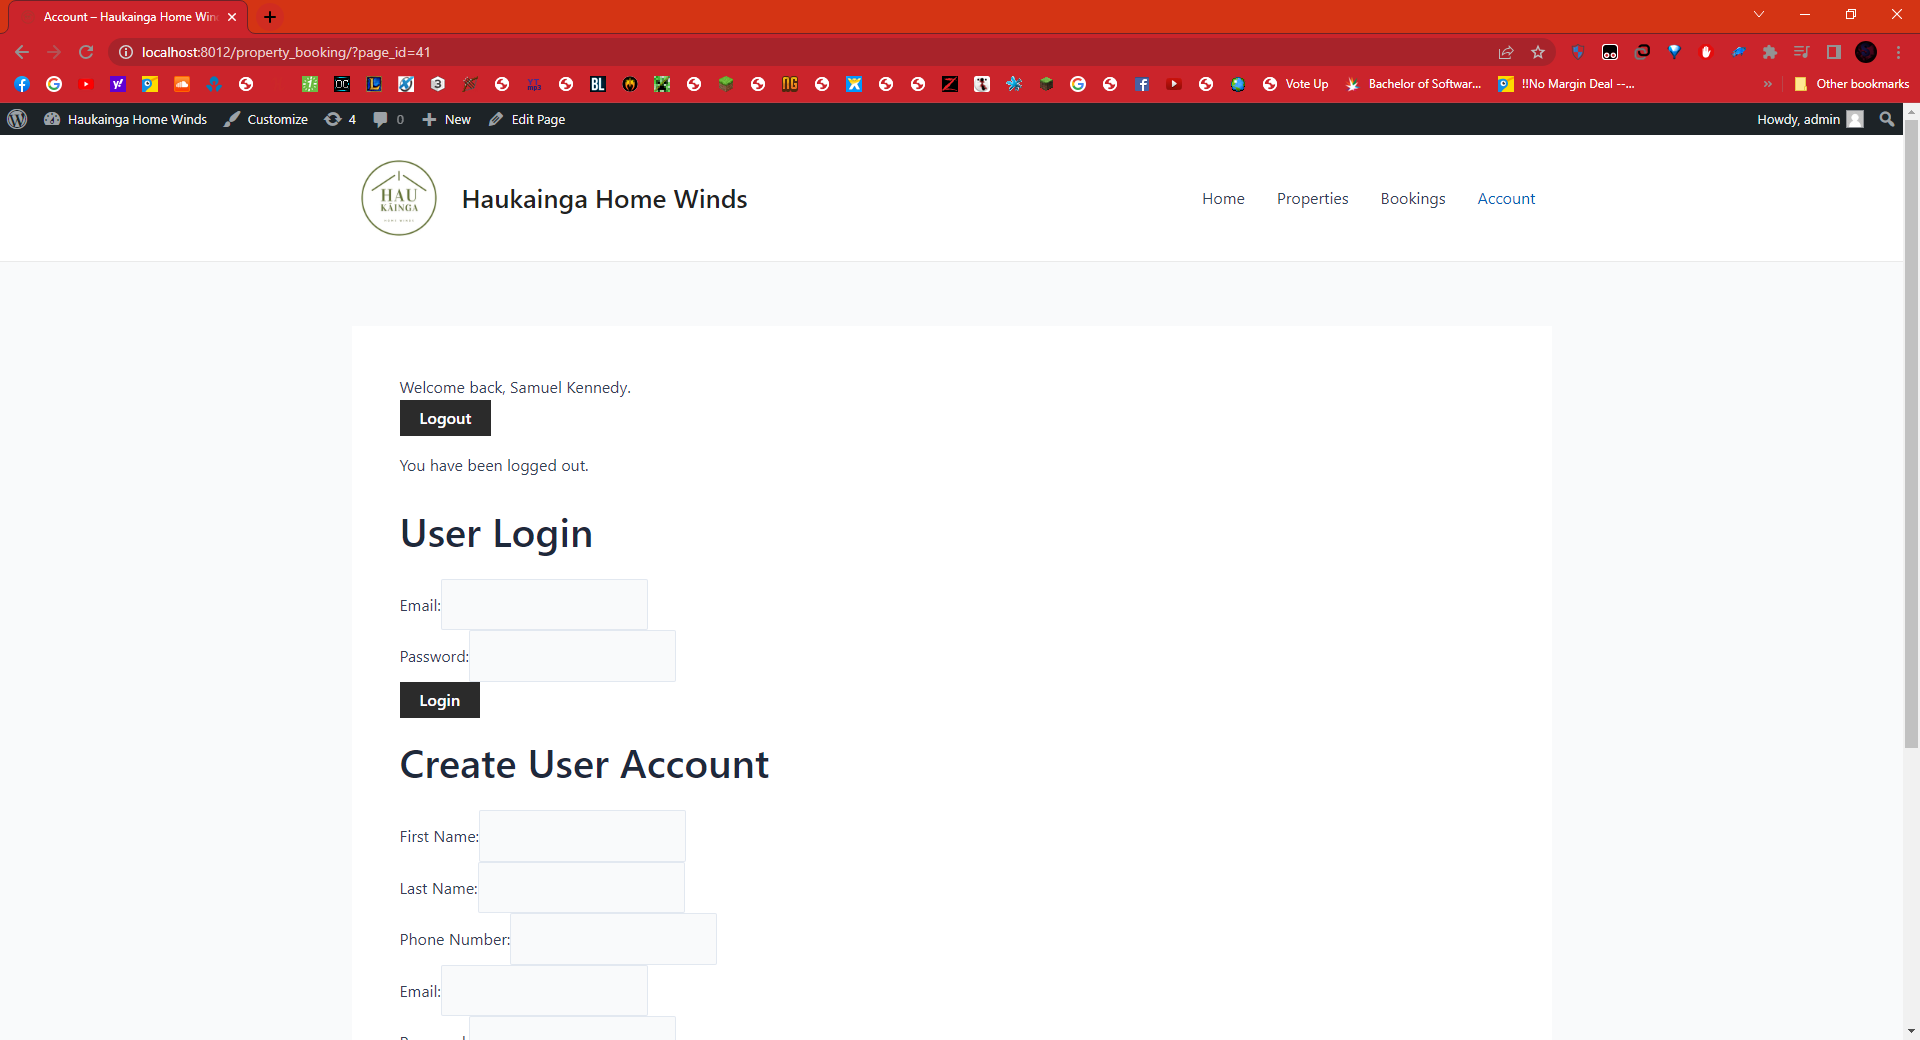 Account – Haukainga Home Win
localhost:8012/property_booking/?page_id=41
Vote Up
Bachelor of Softwar...
!!No Margin Deal --...
Other bookmarks
Haukainga Home Winds
Customize
4
0
New
Edit Page
Howdy, admin
HAU
KĀINGA
HOME WINDS
Haukainga Home Winds
Home
Properties
Bookings
Account
Welcome back, Samuel Kennedy.
Logout
You have been logged out.
User Login
Email:
Password:
Login
Create User Account
First Name:
Last Name:
Phone Number:
Email: